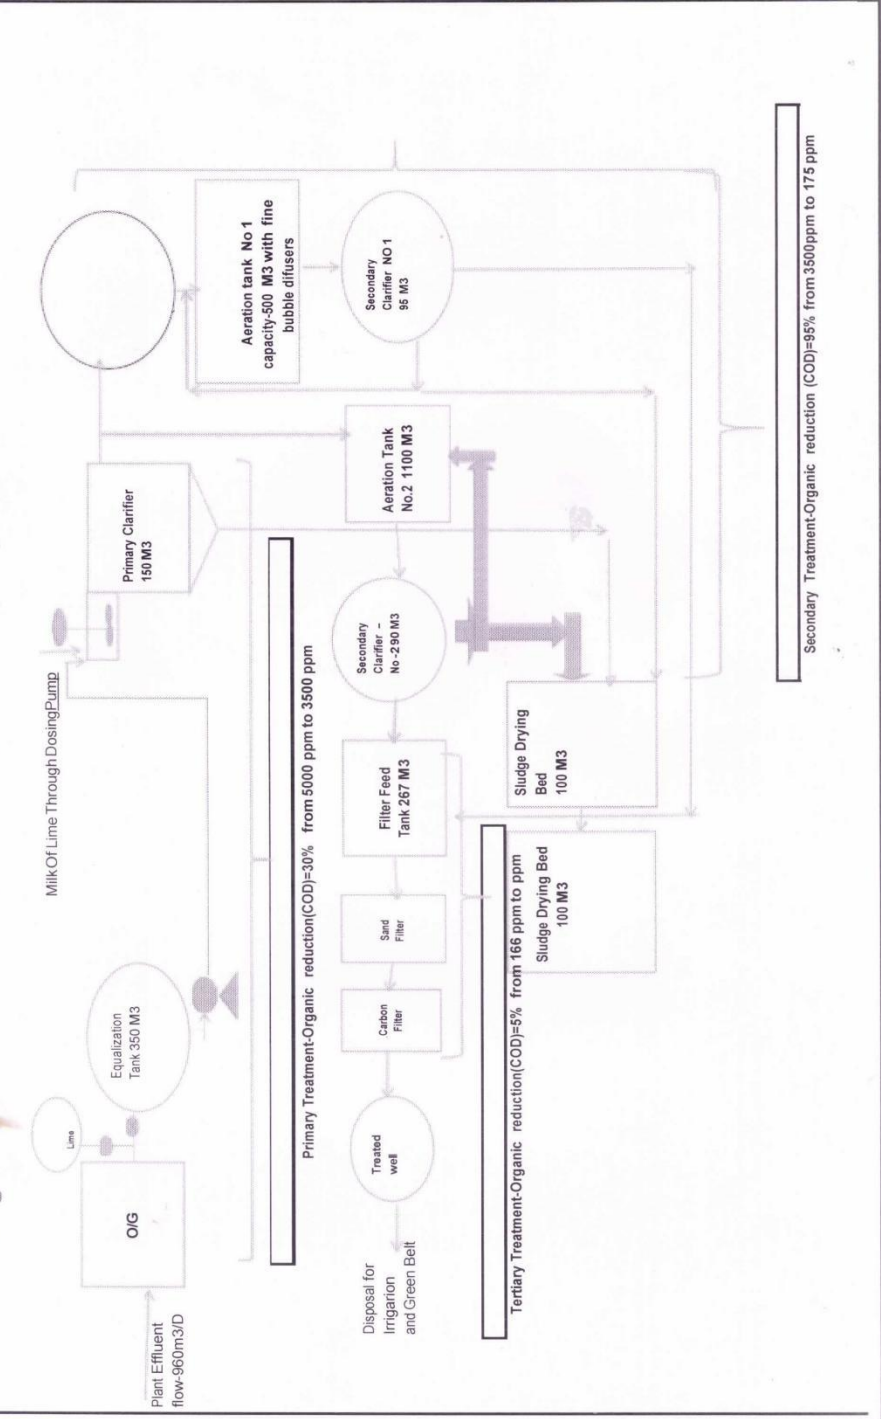 Plant Effluent
flow-960m3/D
O/G
Lime
Equalization
Tank 350 M3
MilkOf Lime Through DosingPump
Primary Clarifier
150 M3
Aeration tank No 1
capacity-500 M3 with fine
bubble difusers
Secondary
Clarifier NO 1
95 M3
Aeration Tank
No.2 1100 M3
Secondary
Clarifier –
No -2 90 M3
Filter Feed
Tank 267 M3
Sand
Filter
Carbon
Filter
Treated
well
Disposal for
Irrigarion
and Green Belt
Sludge Drying
Bed
100 M3
Sludge Drying Bed
100 M3
Primary Treatment-Organic reduction(COD)=30% from 5000 ppm to 3500 ppm
Tertiary Treatment-Organic reduction(COD)=5% from 166 ppm to ppm
Secondary Treatment-Organic reduction (COD)=95% from 3500ppm to 175 ppm